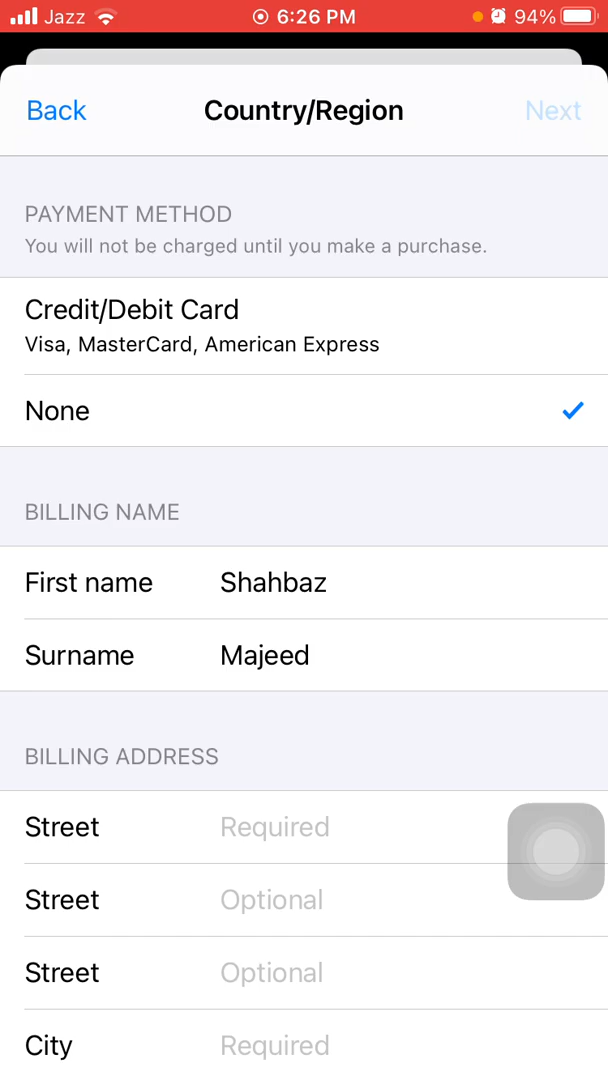 Jazz 6:26 PM 94%
Back Country/Region Next
PAYMENT METHOD
You will not be charged until you make a purchase.
Credit/Debit Card
Visa, MasterCard, American Express
None
BILLING NAME
First name Shahbaz
Surname Majeed
BILLING ADDRESS
Street Required
Street Optional
Street Optional
City Required